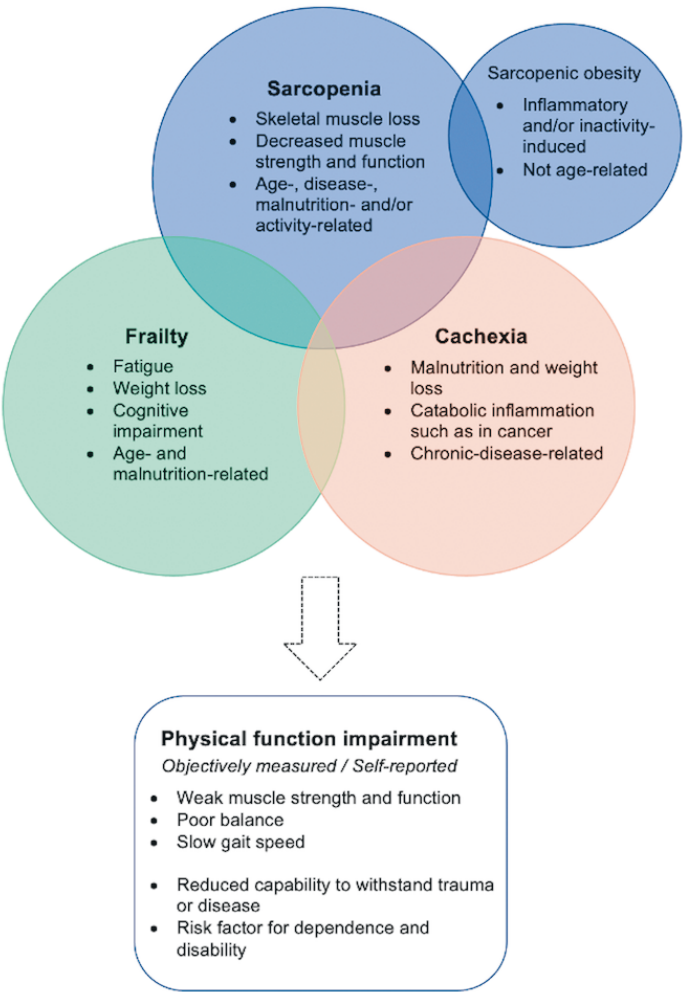 Sarcopenia
• Skeletal muscle loss
• Decreased muscle
strength and function
• Age-, disease-,
malnutrition- and/or
activity-related
Sarcopenic obesity
• Inflammatory
and/or inactivity-
induced
• Not age-related
Frailty
• Fatigue
• Weight loss
• Cognitive
impairment
• Age- and
malnutrition-related
Cachexia
• Malnutrition and weight
loss
• Catabolic inflammation
such as in cancer
• Chronic-disease-related
Physical function impairment
Objectively measured / Self-reported
• Weak muscle strength and function
• Poor balance
• Slow gait speed
• Reduced capability to withstand trauma
or disease
• Risk factor for dependence and
disability